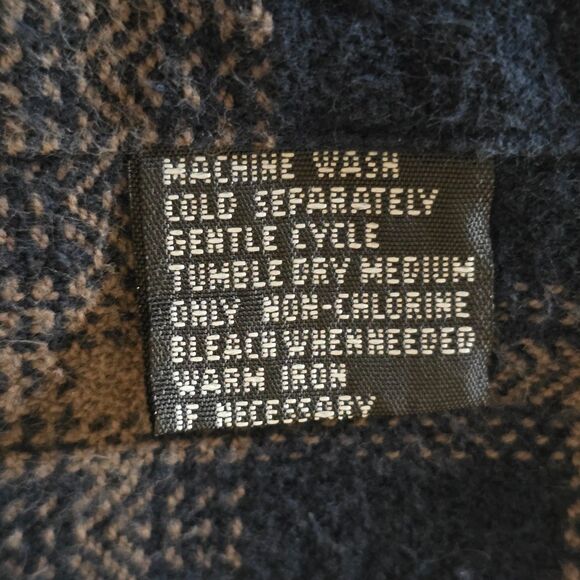 MACHINE WASH
COLD SEPARATELY
GENTLE CYCLE
TUMBLE DRY MEDIUM
ONLY NON-CHLORINE
BLEACH WHEN NEEDED
WARM IRON
IF NECESSARY